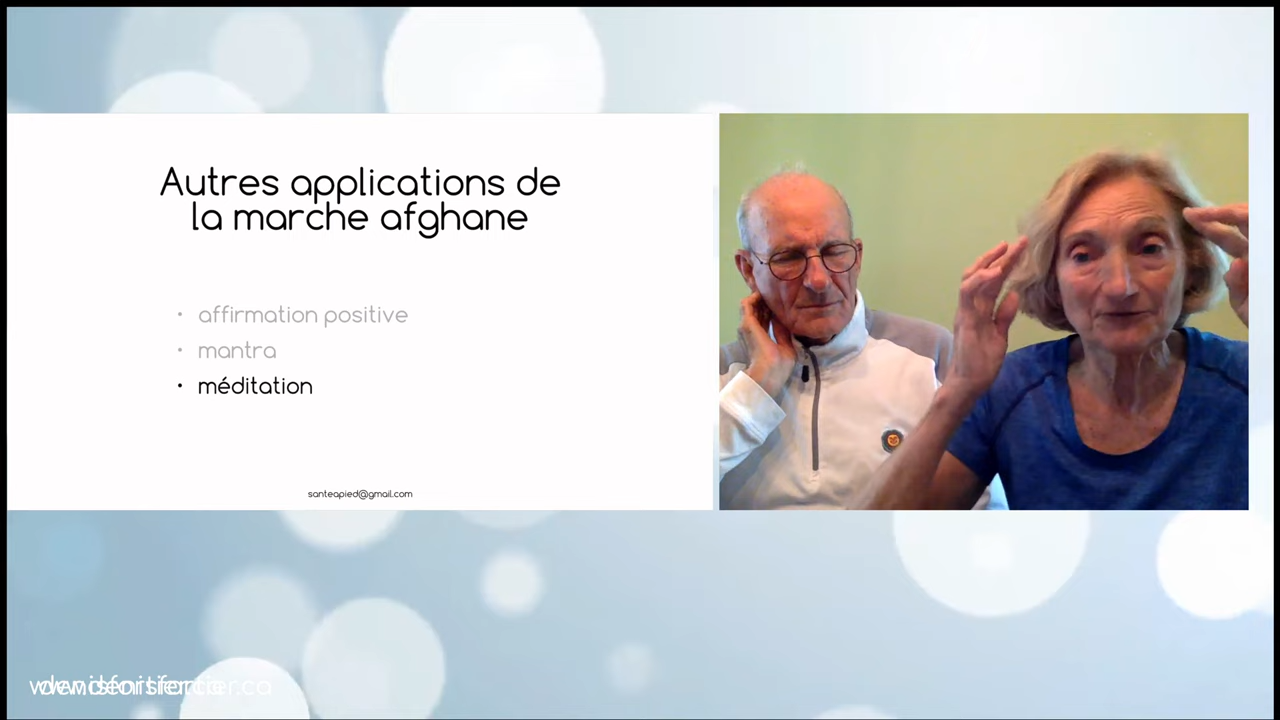 Autres applications de
la marche afghane
• affirmation positive
• mantra
• méditation
santeapied@gmail.com